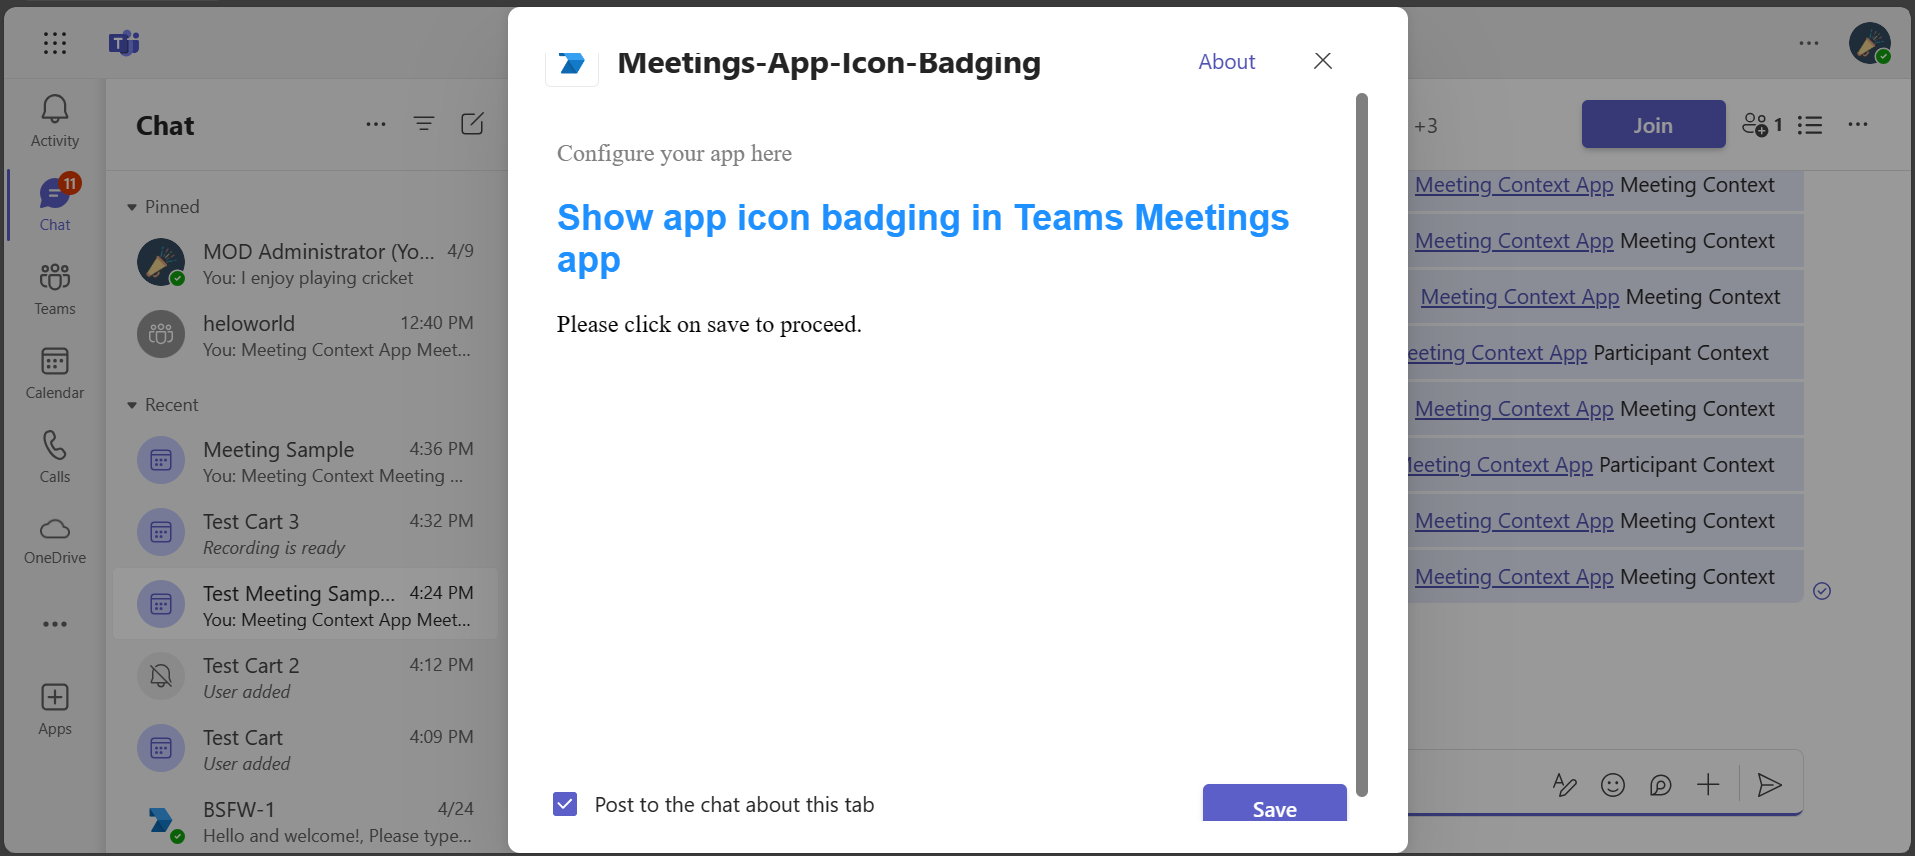 Activity
11
Chat
Teams
Calendar
Calls
OneDrive
Apps
Chat
Pinned
MOD Administrator (Yo... 4/9
You: I enjoy playing cricket
heloworld 12:40 PM
You: Meeting Context App Meet...
Recent
Meeting Sample 4:36 PM
You: Meeting Context Meeting ...
Test Cart 3 4:32 PM
Recording is ready
Test Meeting Samp... 4:24 PM
You: Meeting Context App Meet...
Test Cart 2 4:12 PM
User added
Test Cart 4:09 PM
User added
BSFW-1 4/24
Hello and welcome!, Please type...
Meetings-App-Icon-Badging About
Configure your app here
Show app icon badging in Teams Meetings
app
Please click on save to proceed.
Post to the chat about this tab Save
+3 Join 1
Meeting Context App Meeting Context
Meeting Context App Meeting Context
Meeting Context App Meeting Context
eeting Context App Participant Context
Meeting Context App Meeting Context
eeting Context App Participant Context
Meeting Context App Meeting Context
Meeting Context App Meeting Context